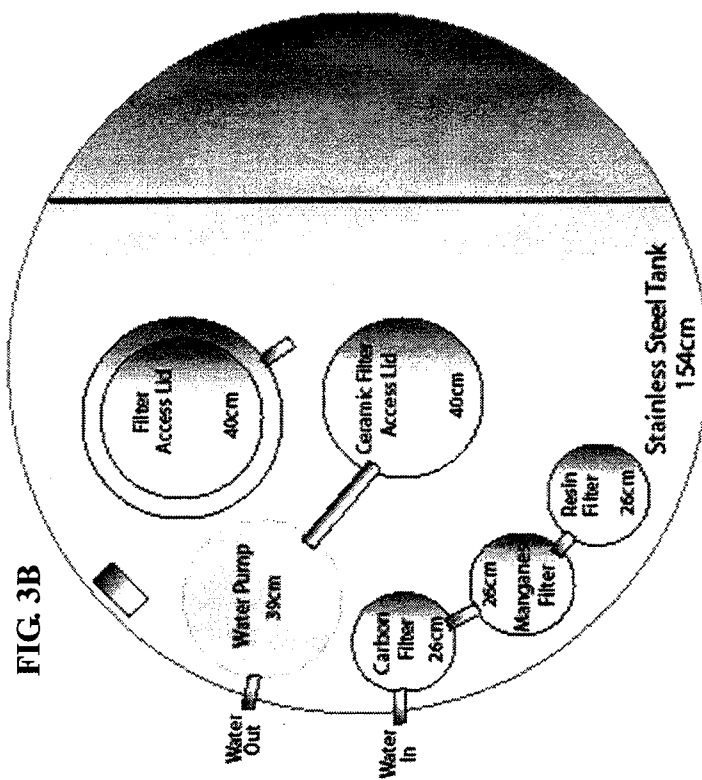 FIG. 3B
Water
Out
Water Pump
39cm
Filter
Access Lid
40cm
Water
In
Carbon
Filter
26cm
26cm
Manganes
Filter
Resin
Filter
26cm
Ceramic Filter
Access Lid
40cm
Stainless Steel Tank
154cm